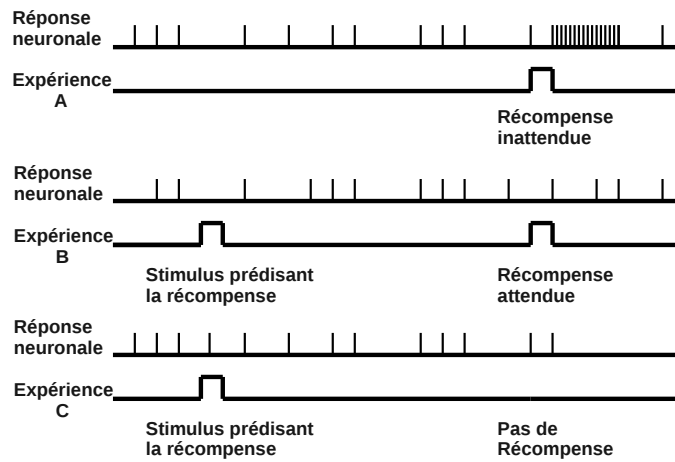 Réponse
neuronale
Expérience
A
Récompense
inattendue
Réponse
neuronale
Expérience
B
Stimulus prédisant
la récompense
Récompense
attendue
Réponse
neuronale
Expérience
C
Stimulus prédisant
la récompense
Pas de
Récompense